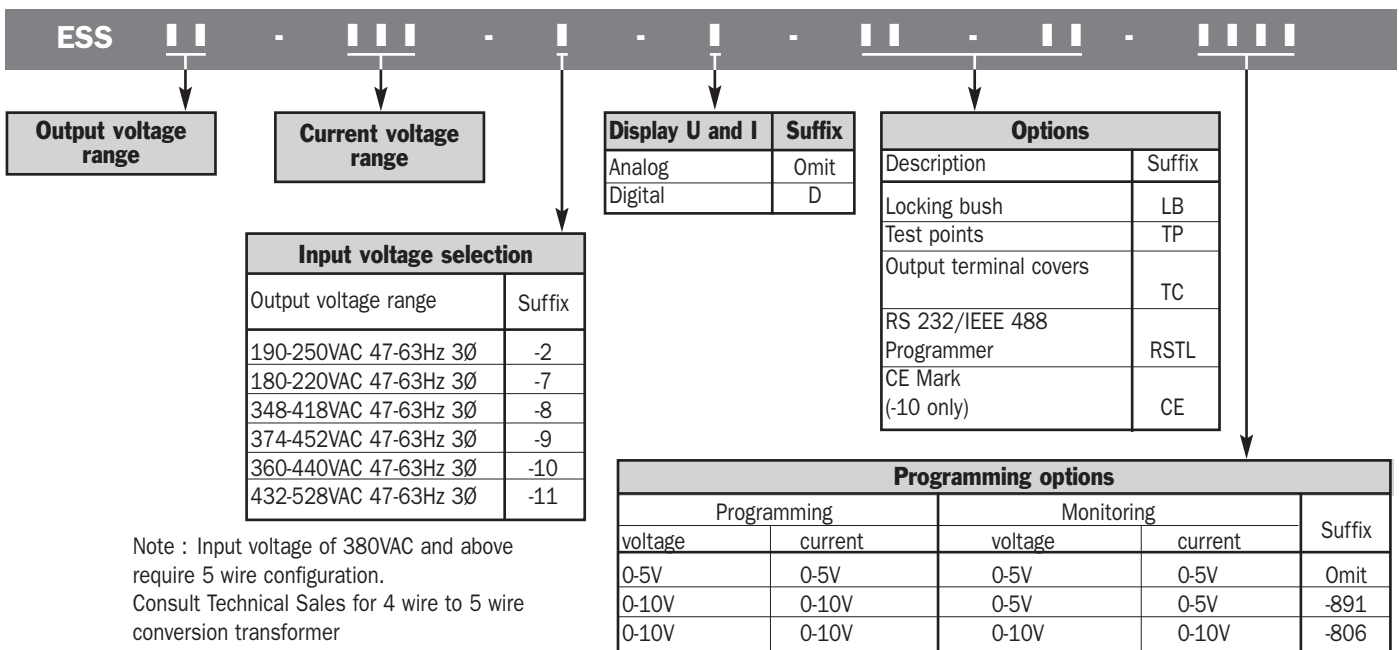 ESS - - - - - -
Output voltage
range
Current voltage
range
Display U and I Suffix
Analog Omit
Digital D
Options
Description Suffix
Locking bush LB
Test points TP
Output terminal covers
TC
RS 232/IEEE 488
Programmer RSTL
CE Mark
(-10 only) CE
Input voltage selection
Output voltage range Suffix
190-250VAC 47-63Hz 3Ø -2
180-220VAC 47-63Hz 3Ø -7
348-418VAC 47-63Hz 3Ø -8
374-452VAC 47-63Hz 3Ø -9
360-440VAC 47-63Hz 3Ø -10
432-528VAC 47-63Hz 3Ø -11
Note : Input voltage of 380VAC and above
require 5 wire configuration.
Consult Technical Sales for 4 wire to 5 wire
conversion transformer
Programming options
Programming Monitoring Suffix
voltage current voltage current
0-5V 0-5V 0-5V 0-5V Omit
0-10V 0-10V 0-5V 0-5V -891
0-10V 0-10V 0-10V 0-10V -806